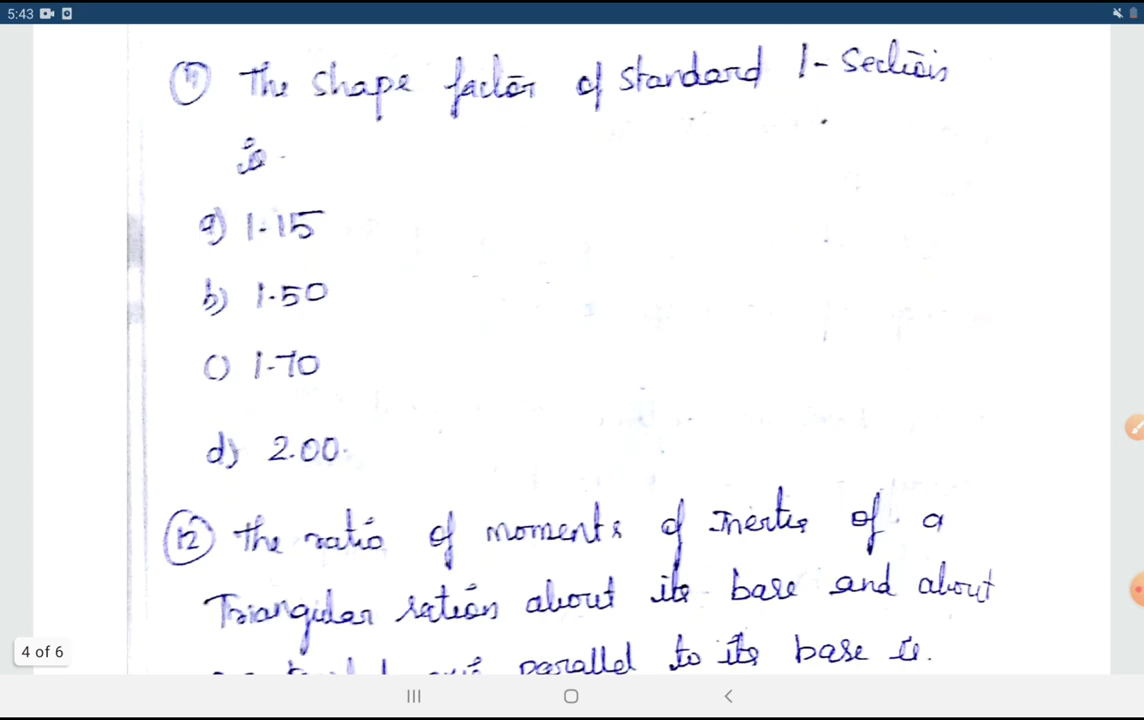 5:43
11 The shape factor of standard I-section
is.
a) 1.15
b) 1.50
c) 1.70
d) 2.00.
12 The ratio of moments of Inertia of a
Triangular section about its base and about
parallel to its base is.
4 of 6